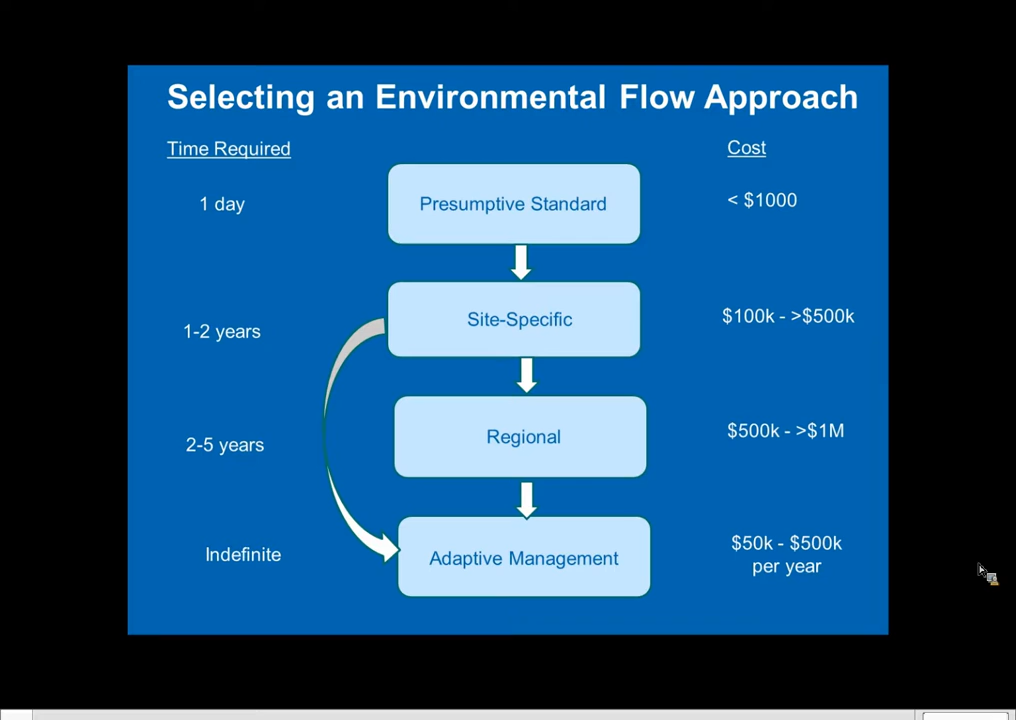 Selecting an Environmental Flow Approach
Time Required
Cost
1 day
Presumptive Standard
< $1000
1-2 years
Site-Specific
$100k - >$500k
2-5 years
Regional
$500k - >$1M
Indefinite
Adaptive Management
$50k - $500k
per year